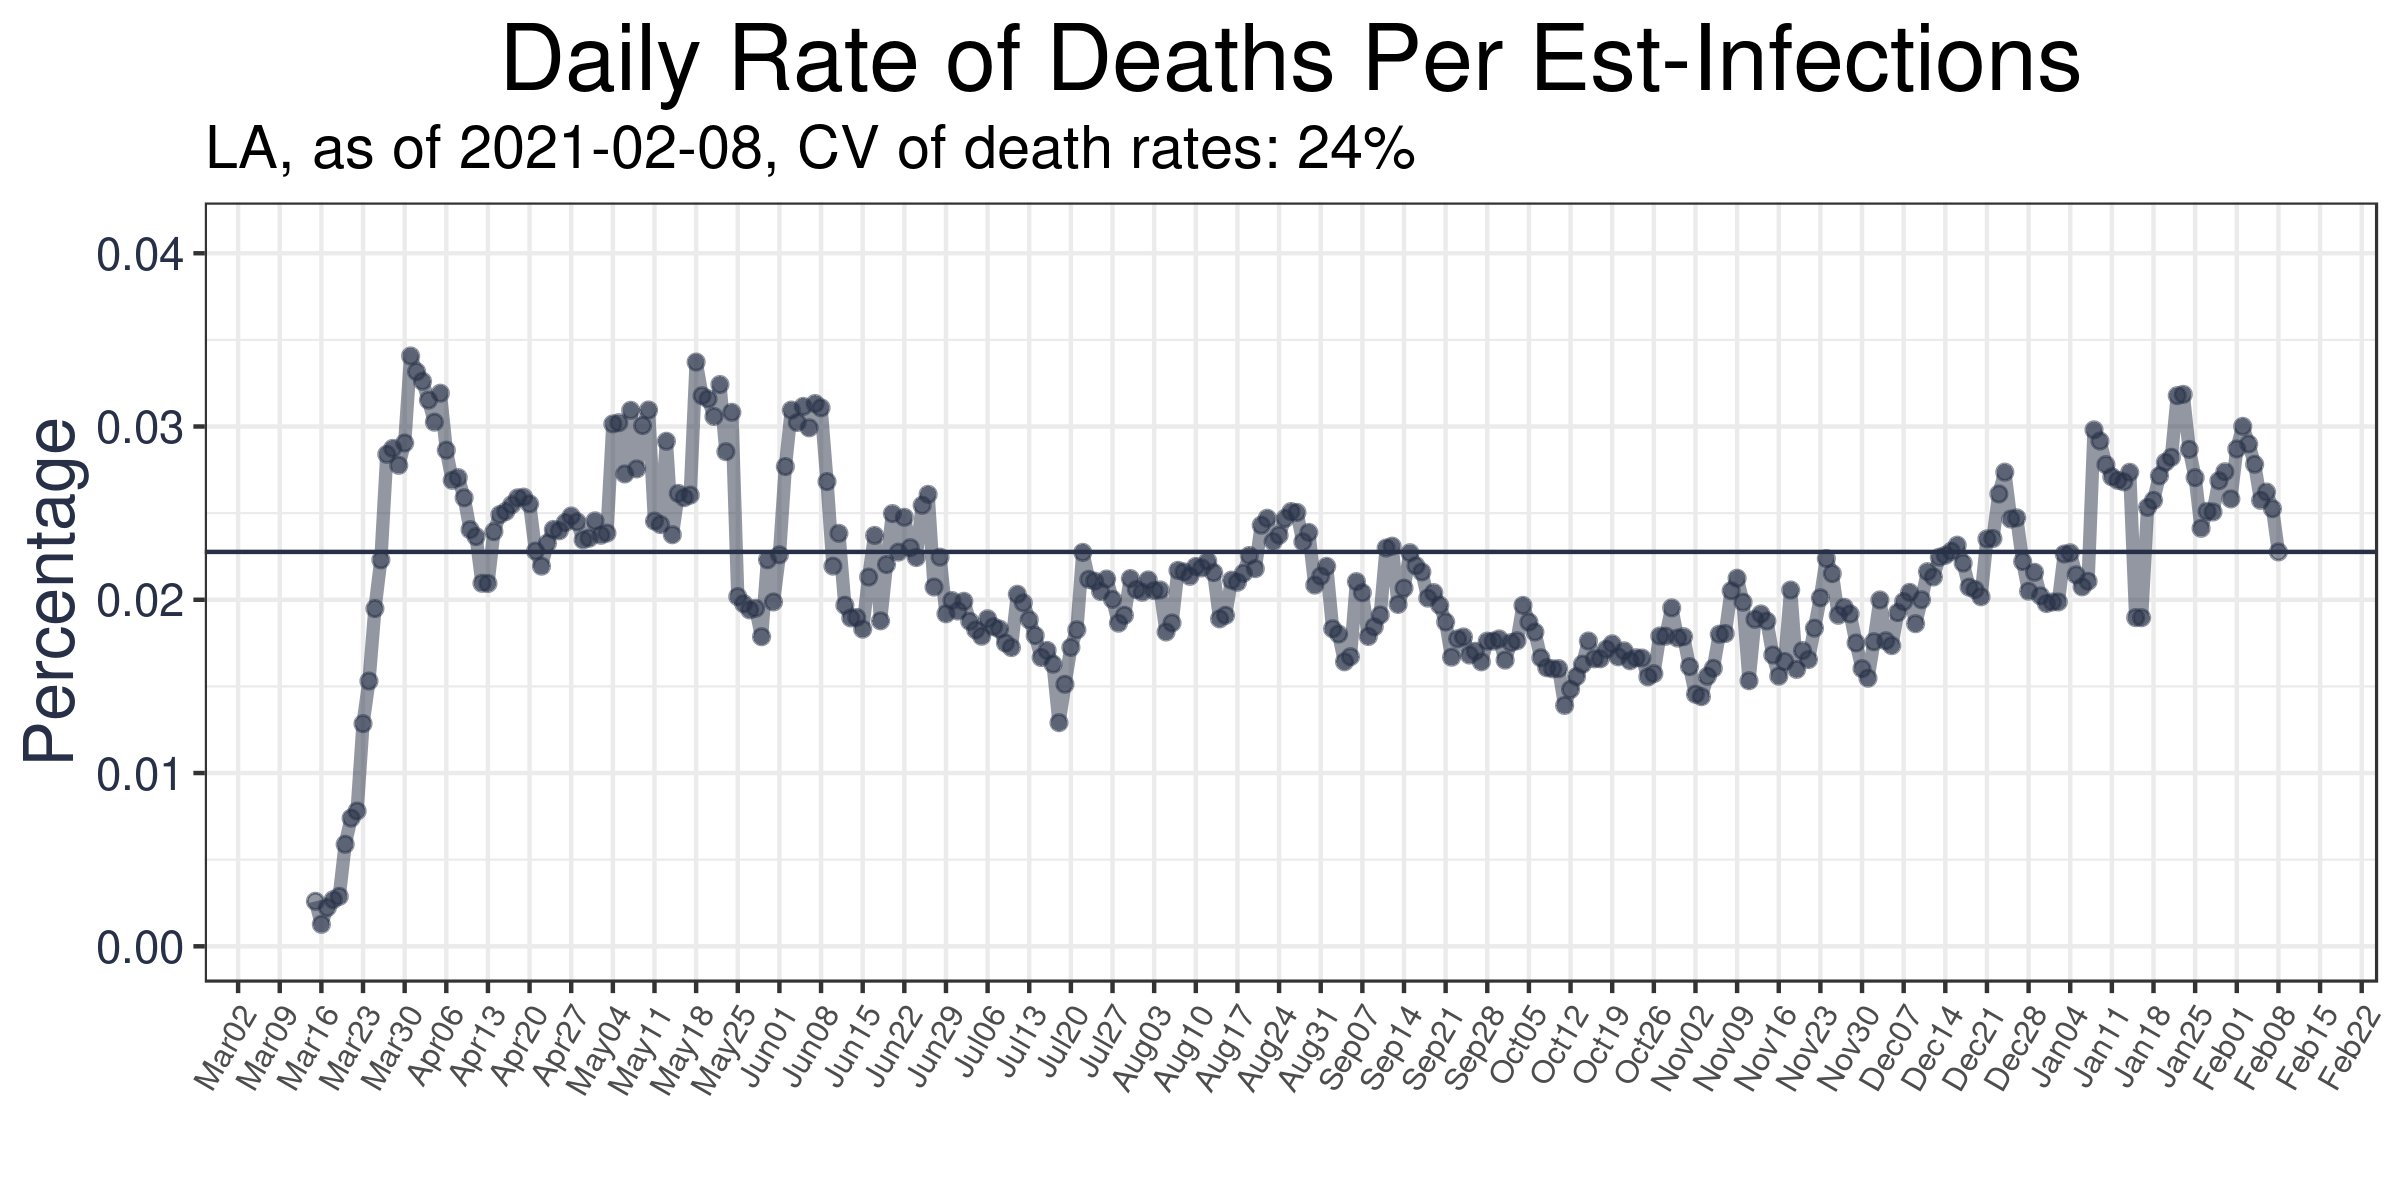 Daily Rate of Deaths Per Est-Infections
LA, as of 2021-02-08, CV of death rates: 24%
Percentage
0.04
0.03
0.02
0.01
0.00
Mar02
Mar09
Mar16
Mar23
Mar30
Apr06
Apr13
Apr20
Apr27
May04
May11
May18
May25
Jun01
Jun08
Jun15
Jun22
Jun29
Jul06
Jul13
Jul20
Jul27
Aug03
Aug10
Aug17
Aug24
Aug31
Sep07
Sep14
Sep21
Sep28
Oct05
Oct12
Oct19
Oct26
Nov02
Nov09
Nov16
Nov23
Nov30
Dec07
Dec14
Dec21
Dec28
Jan04
Jan11
Jan18
Jan25
Feb01
Feb08
Feb15
Feb22